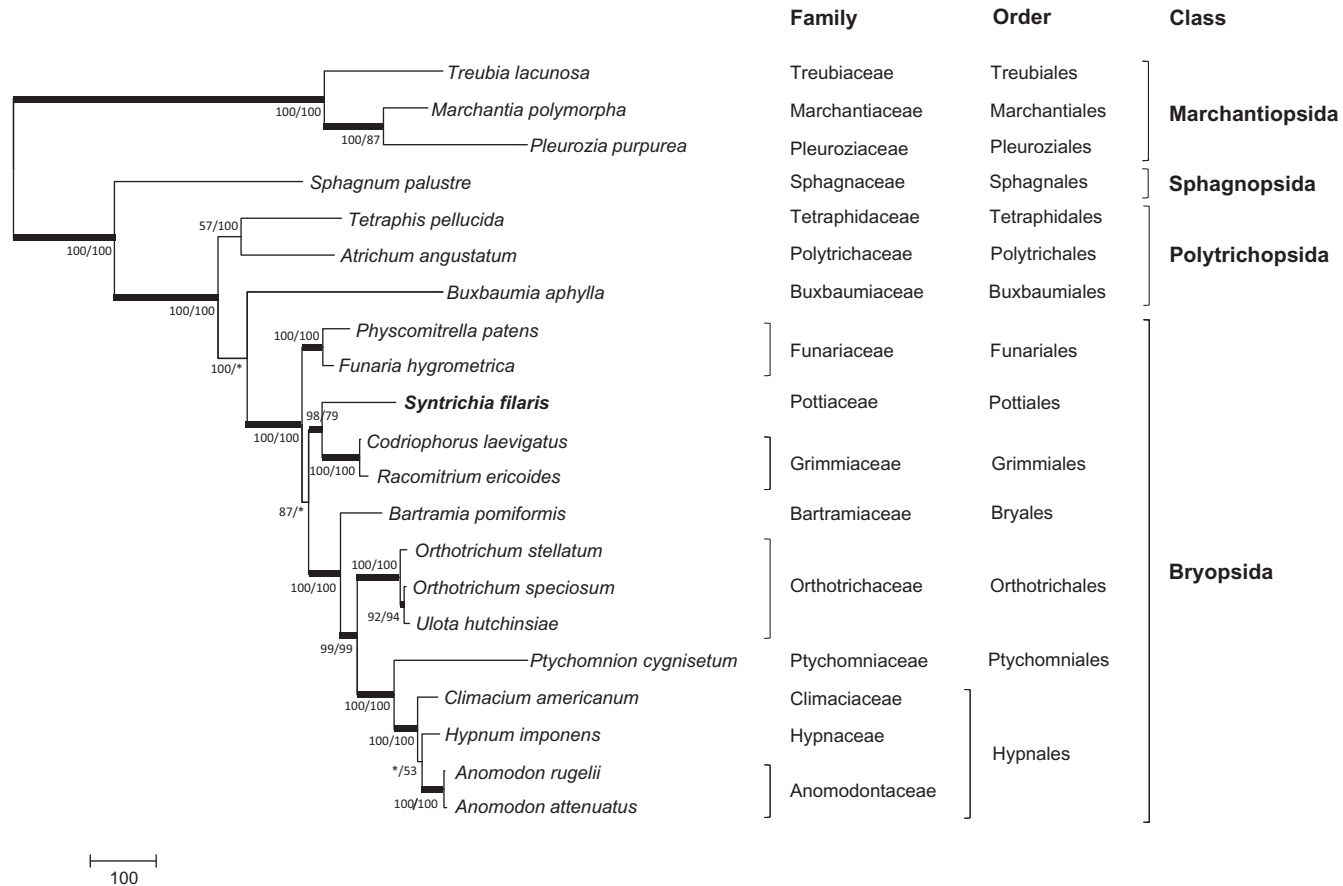 Family Order Class
Treubia lacunosa Treubiaceae Treubiales
100/100
Marchantia polymorpha Marchantiaceae Marchantiales Marchantiopsida
100/87
Pleurozia purpurea Pleuroziaceae Pleuroziales
Sphagnum palustre Sphagnaceae Sphagnales Sphagnopsida
57/100
Tetraphis pellucida Tetraphidaceae Tetraphidales
100/100
Atrichum angustatum Polytrichaceae Polytrichales Polytrichopsida
Buxbaumia aphylla Buxbaumiaceae Buxbaumiales
100/100
100/100
Physcomitrella patens
Funariaceae Funariales
100/*
Funaria hygrometrica
Syntrichia filaris Pottiaceae Pottiales
98/79
100/100
Codriophorus laevigatus
Grimmiaceae Grimmiales
100/100
Racomitrium ericoides
87/*
Bartramia pomiformis Bartramiaceae Bryales
Orthotrichum stellatum
100/100
Bryopsida
100/100
Orthotrichum speciosum Orthotrichaceae Orthotrichales
92/94
Ulota hutchinsiae
99/99
Ptychomnion cygnisetum Ptychomniaceae Ptychomniales
Climacium americanum Climaciaceae
100/100
Hypnum imponens Hypnaceae
100/100
Hypnales
*/53
Anomodon rugelii
Anomodontaceae
100/100
Anomodon attenuatus
100